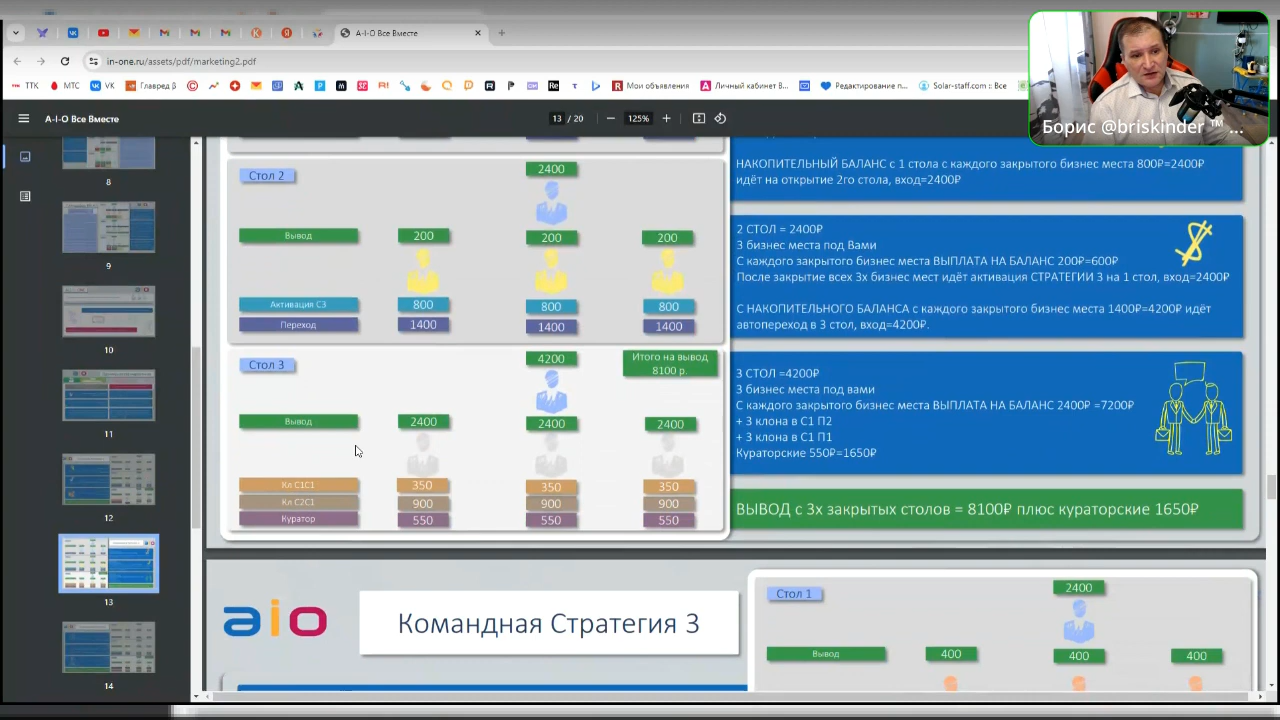 A-I-O Все Вместе
in-one.ru/assets/pdf/marketing2.pdf
ТТК
МТС
VK
Главред β
Мои объявления
Личный кабинет В...
Редактирование п...
Solar-staff.com :: Все
A-I-O Все Вместе
13 / 20
125%
Борис @briskinder ™ ...
8
9
10
11
12
13
14
Стол 2
2400
Вывод
200
200
200
Активация С3
800
800
800
Переход
1400
1400
1400
Стол 3
4200
Итого на вывод
8100 р.
Вывод
2400
2400
2400
Кл С1С1
350
350
350
Кл С2С1
900
900
900
Куратор
550
550
550
НАКОПИТЕЛЬНЫЙ БАЛАНС с 1 стола с каждого закрытого бизнес места 800₽=2400₽
идёт на открытие 2го стола, вход=2400₽
2 СТОЛ = 2400₽
3 бизнес места под Вами
С каждого закрытого бизнес места ВЫПЛАТА НА БАЛАНС 200₽=600₽
После закрытие всех 3х бизнес мест идёт активация СТРАТЕГИИ 3 на 1 стол, вход=2400₽
С НАКОПИТЕЛЬНОГО БАЛАНСА с каждого закрытого бизнес места 1400₽=4200₽ идёт
автопереход в 3 стол, вход=4200₽.
3 СТОЛ =4200₽
3 бизнес места под вами
С каждого закрытого бизнес места ВЫПЛАТА НА БАЛАНС 2400₽ =7200₽
+ 3 клона в С1 П2
+ 3 клона в С1 П1
Кураторские 550₽=1650₽
ВЫВОД с 3х закрытых столов = 8100₽ плюс кураторские 1650₽
aio
Командная Стратегия 3
Стол 1
2400
Вывод
400
400
400